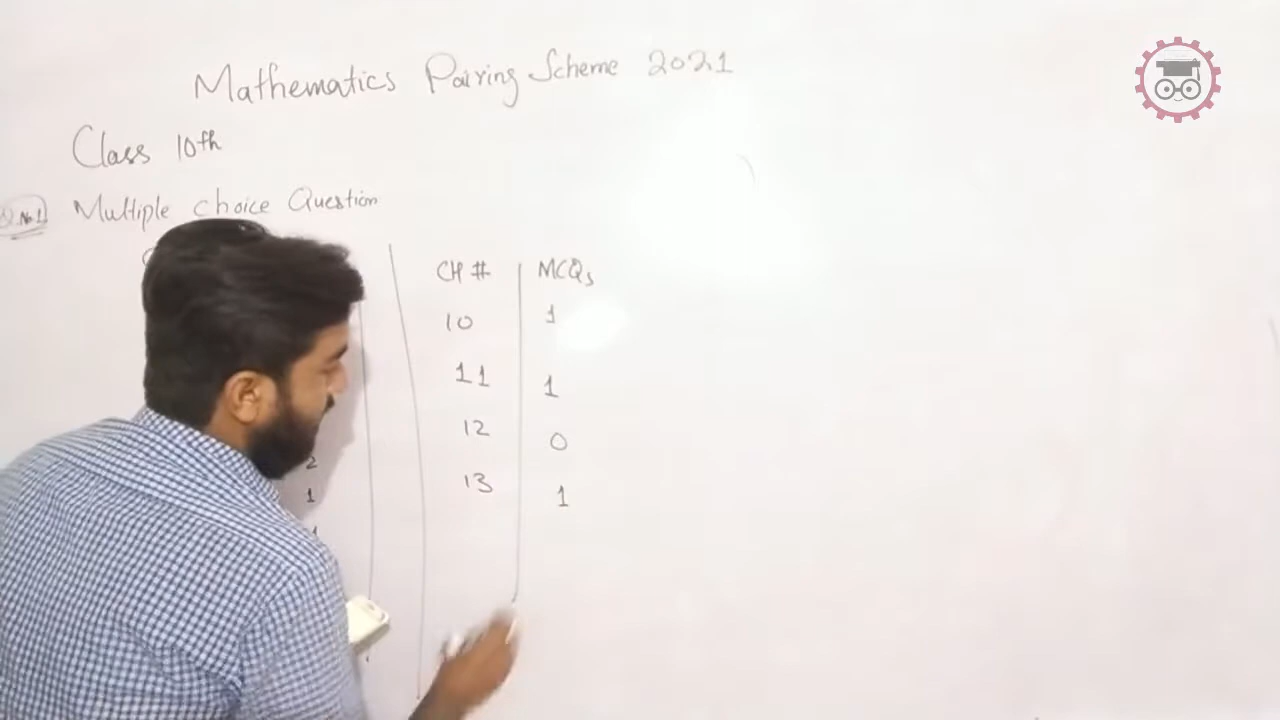 Mathematics Pairing Scheme 2021
Class 10th
Q.No1 Multiple choice Question
CH # MCQs
10 1
11 1
12 0
2
13 1
1
1